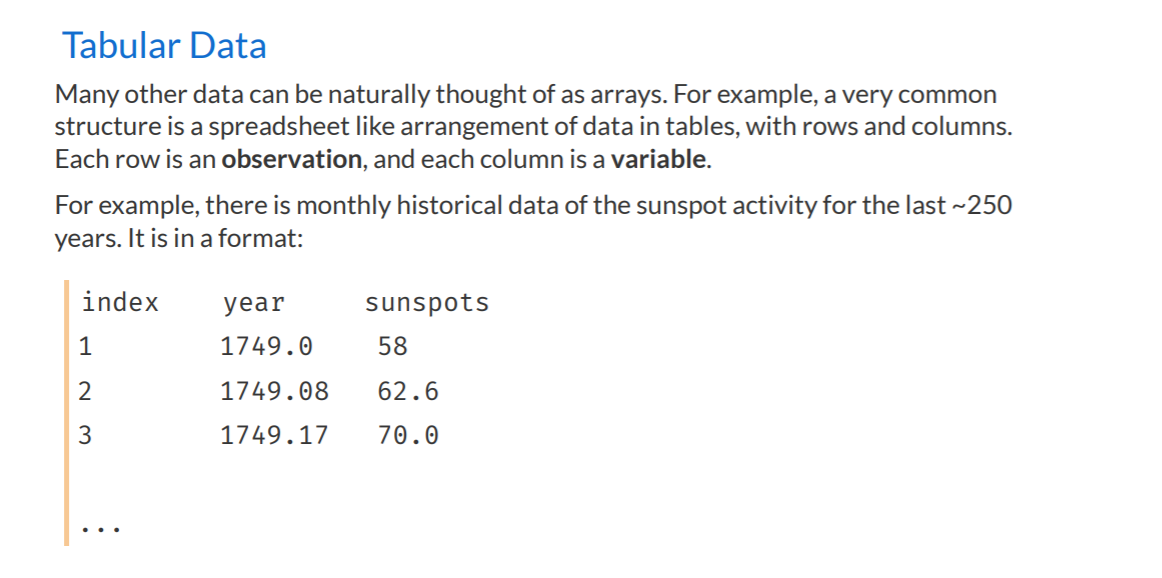 Tabular Data
Many other data can be naturally thought of as arrays. For example, a very common
structure is a spreadsheet like arrangement of data in tables, with rows and columns.
Each row is an observation, and each column is a variable.
For example, there is monthly historical data of the sunspot activity for the last ~250
years. It is in a format:
index year sunspots
1 1749.0 58
2 1749.08 62.6
3 1749.17 70.0
...